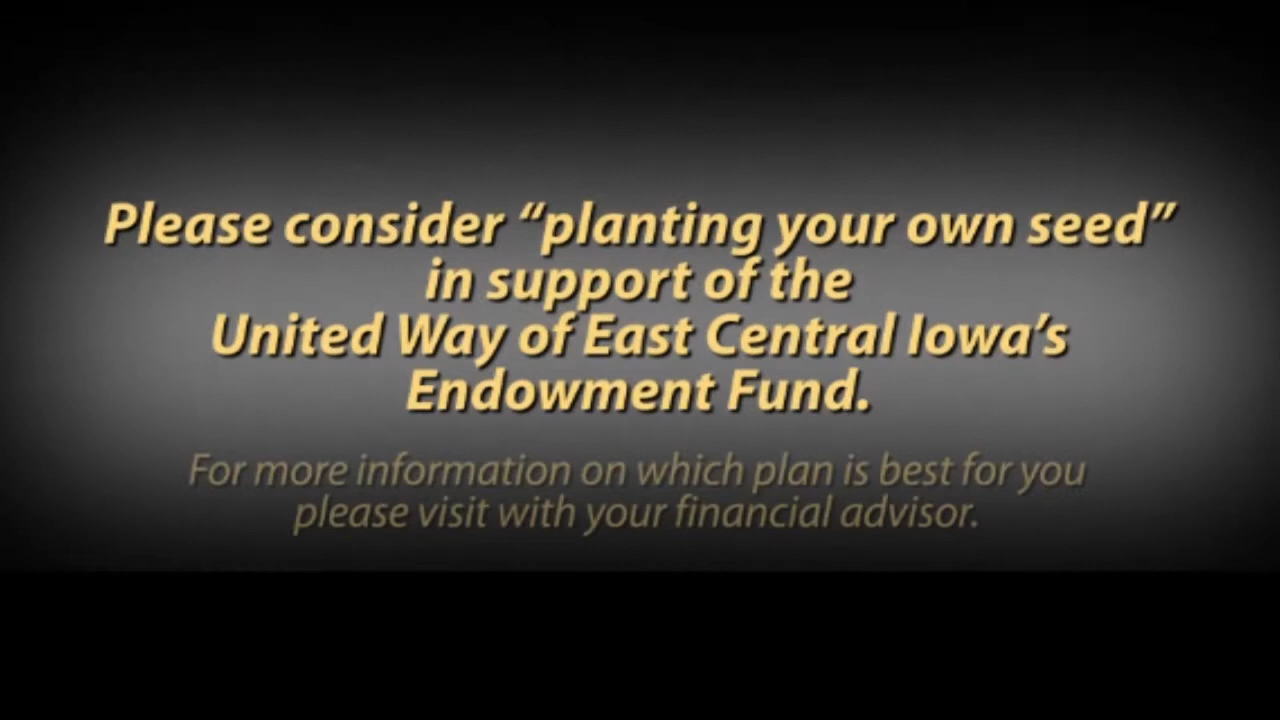 Please consider “planting your own seed”
in support of the
United Way of East Central Iowa’s
Endowment Fund.
For more information on which plan is best for you
please visit with your financial advisor.